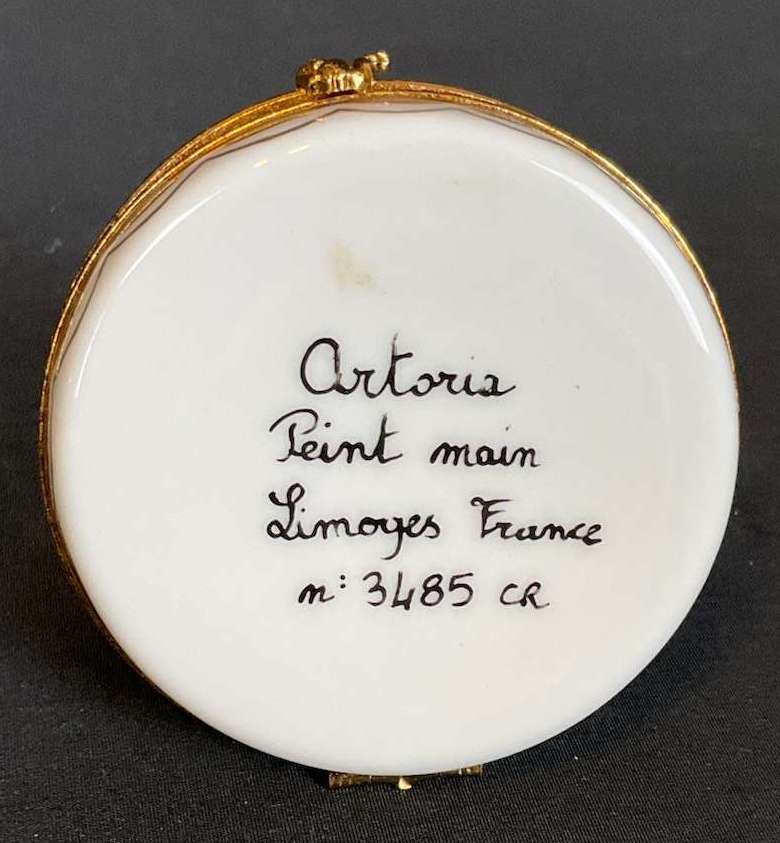 Artoria
Peint main
Limoges France
n: 3485 CR